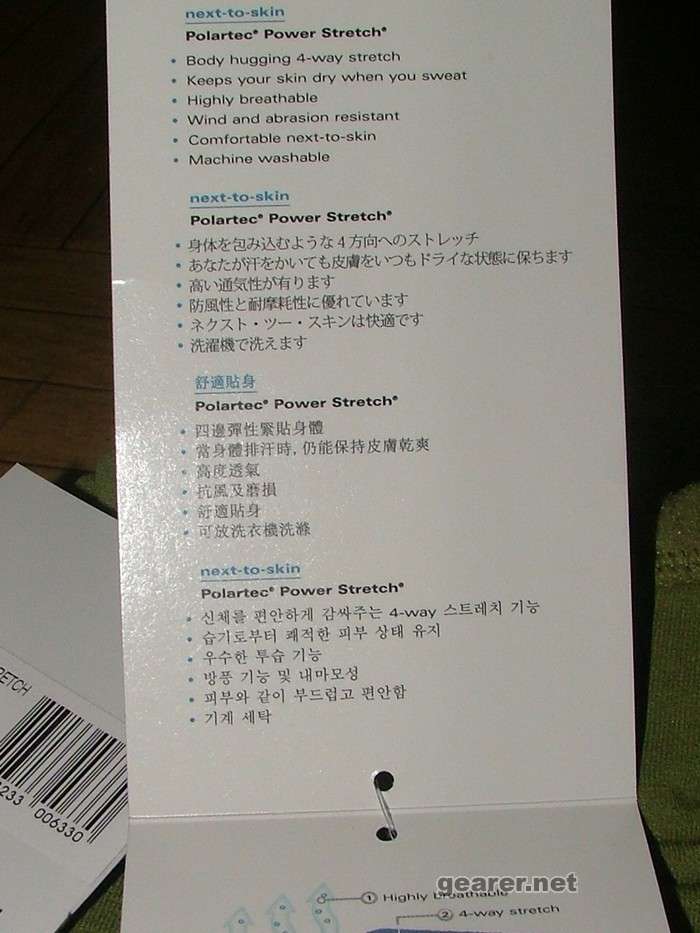 next-to-skin
Polartec® Power Stretch®
• Body hugging 4-way stretch
• Keeps your skin dry when you sweat
• Highly breathable
• Wind and abrasion resistant
• Comfortable next-to-skin
• Machine washable
next-to-skin
Polartec® Power Stretch®
• 身体を包み込むような4方向へのストレッチ
• あなたが汗をかいても皮膚をいつもドライな状態に保ちます
• 高い通気性が有ります
• 防風性と耐摩耗性に優れています
• ネクスト・ツー・スキンは快適です
• 洗濯機で洗えます
舒適貼身
Polartec® Power Stretch®
• 四邊彈性緊貼身體
• 當身體排汗時, 仍能保持皮膚乾爽
• 高度透氣
• 抗風及磨損
• 舒適貼身
• 可放洗衣機洗滌
next-to-skin
Polartec® Power Stretch®
• 신체를 편안하게 감싸주는 4-way 스트레치 기능
• 습기로부터 쾌적한 피부 상태 유지
• 우수한 투습 기능
• 방풍 기능 및 내마모성
• 피부와 같이 부드럽고 편안함
• 기계 세탁
RETCH
233 006330
1 Highly breathable
2 4-way stretch
gearer.net